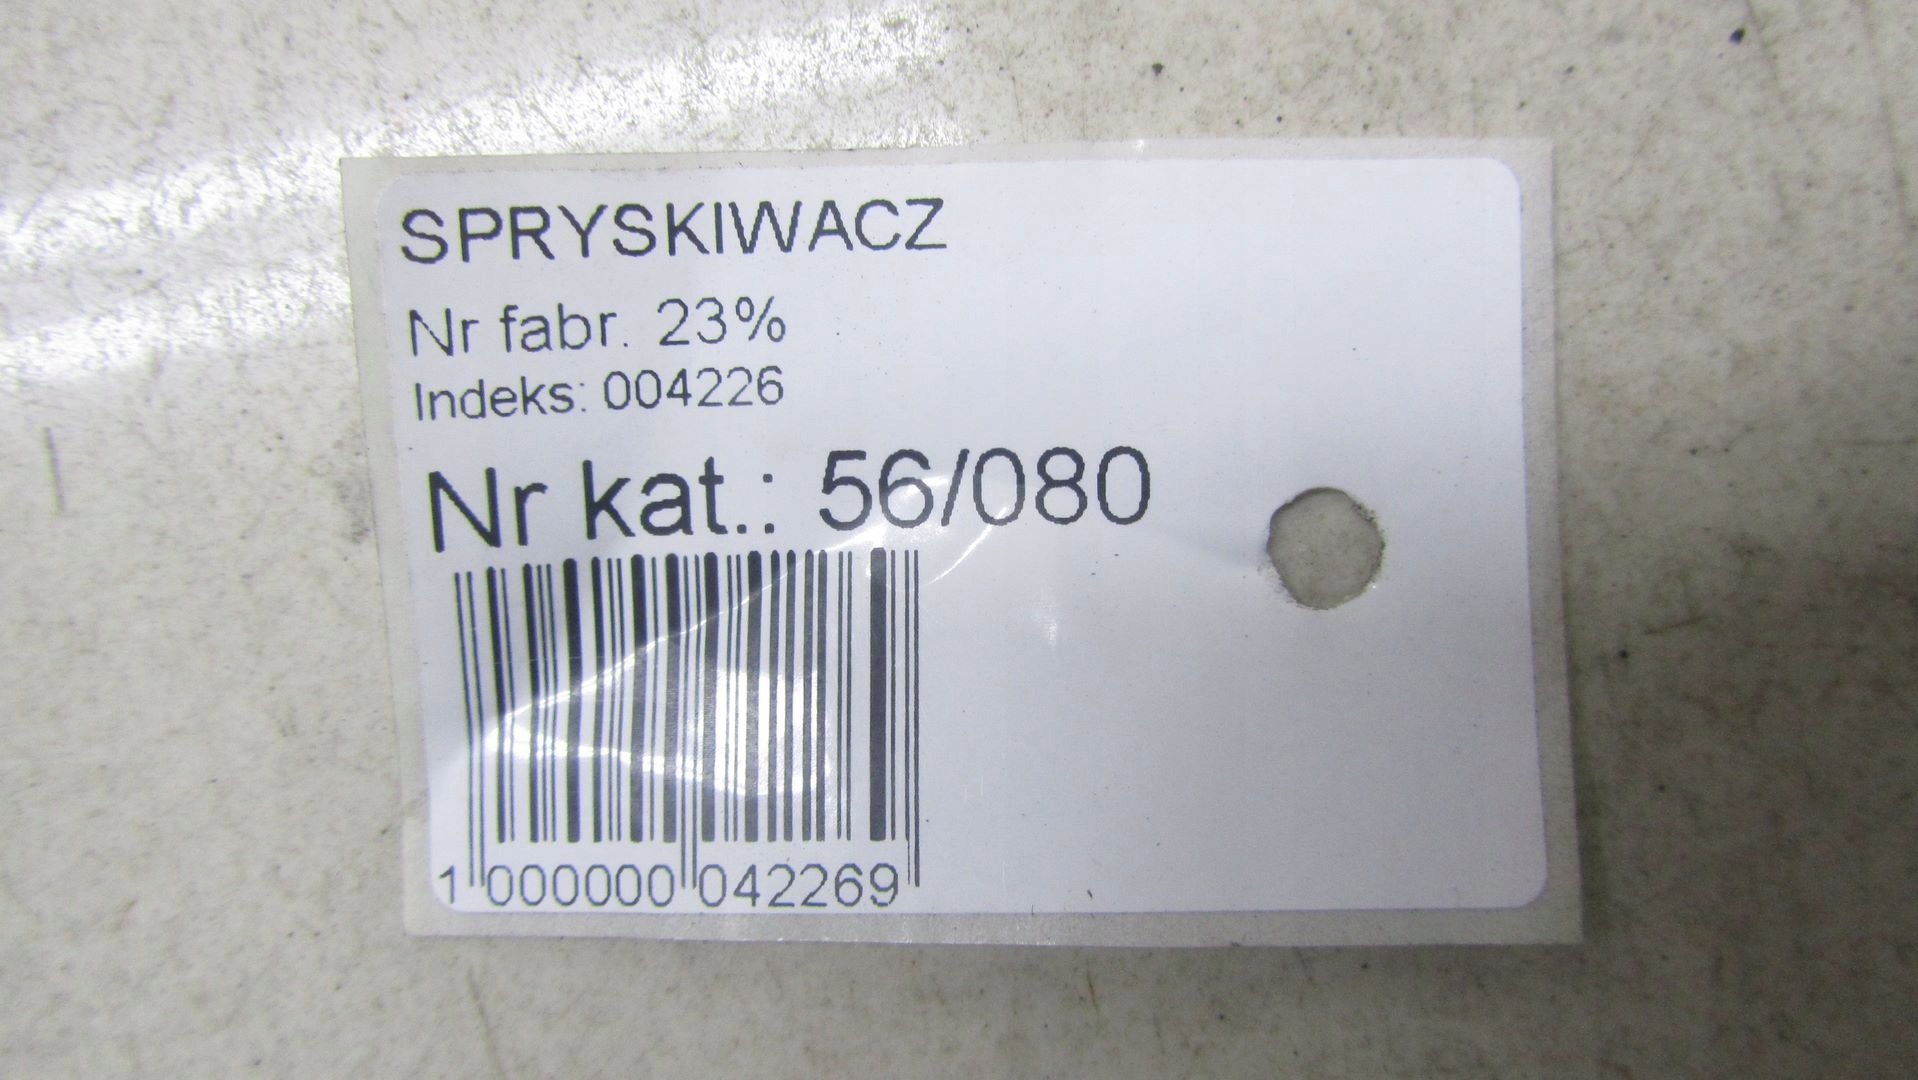 SPRYSKIWACZ
Nr fabr. 23%
Indeks: 004226
Nr kat.: 56/080
1 000000 042269